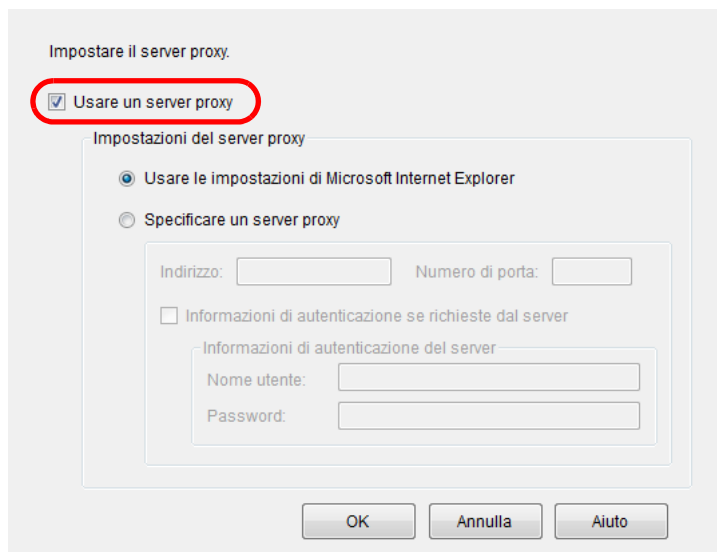 Impostare il server proxy.
Usare un server proxy
Impostazioni del server proxy
Usare le impostazioni di Microsoft Internet Explorer
Specificare un server proxy
Indirizzo: Numero di porta:
Informazioni di autenticazione se richieste dal server
Informazioni di autenticazione del server
Nome utente:
Password:
OK Annulla Aiuto